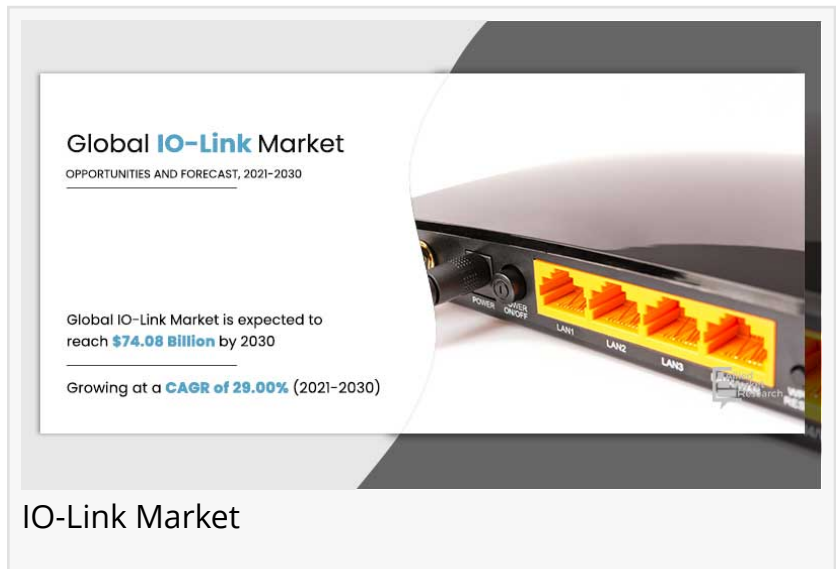 Global IO-Link Market
OPPORTUNITIES AND FORECAST, 2021-2030
Global IO-Link Market is expected to
reach $74.08 Billion by 2030
Growing at a CAGR of 29.00% (2021-2030)
POWER
POWER
ON/OFF
LAN1
LAN2
LAN3
Research
IO-Link Market